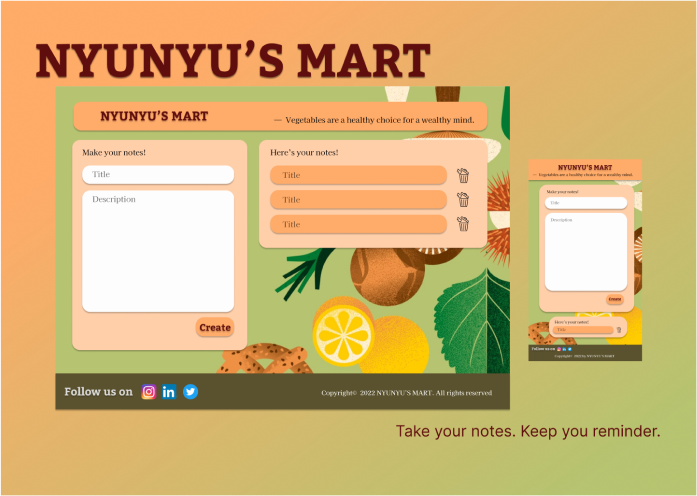 NYUNYU'S MART
NYUNYU'S MART
— Vegetables are a healthy choice for a wealthy mind.
Make your notes!
Title
Description
Create
Here's your notes!
Title
Title
Title
Follow us on
Copyright© 2022 NYUNYU'S MART. All rights reserved
NYUNYU'S MART
— Vegetables are a healthy choice for a wealthy mind.
Make your notes!
Title
Description
Create
Here's your notes!
Title
Follow us on
Copyright© 2022 NYUNYU'S MART. All rights reserved
Take your notes. Keep you reminder.